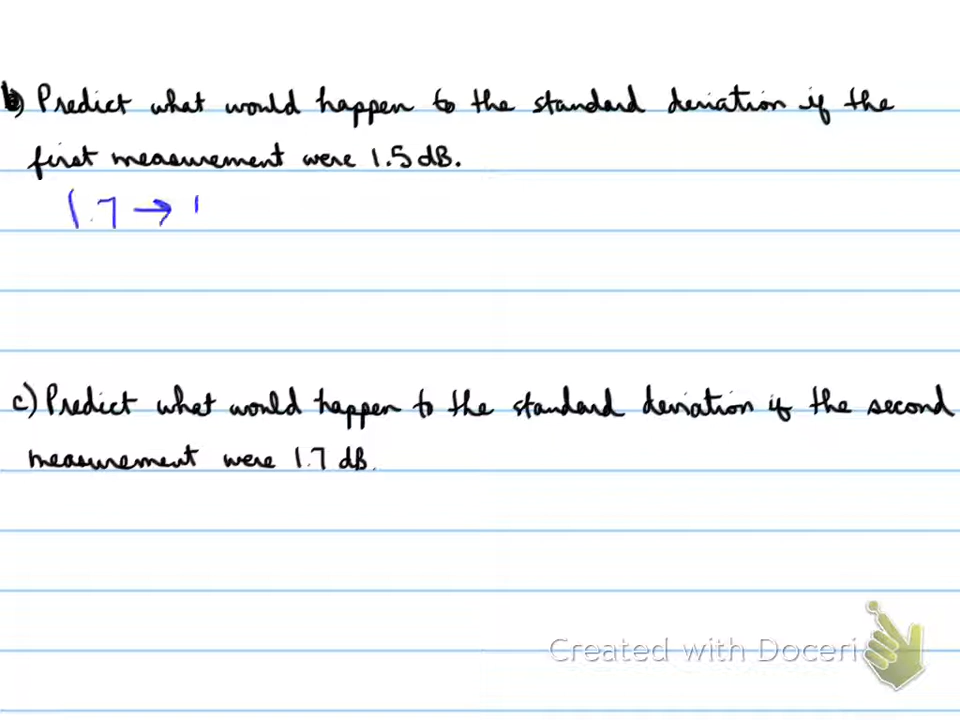 b) Predict what would happen to the standard deviation if the
first measurement were 1.5 dB.
1.7 → 1
c) Predict what would happen to the standard deviation if the second
measurement were 1.7 dB.
Created with Doceri